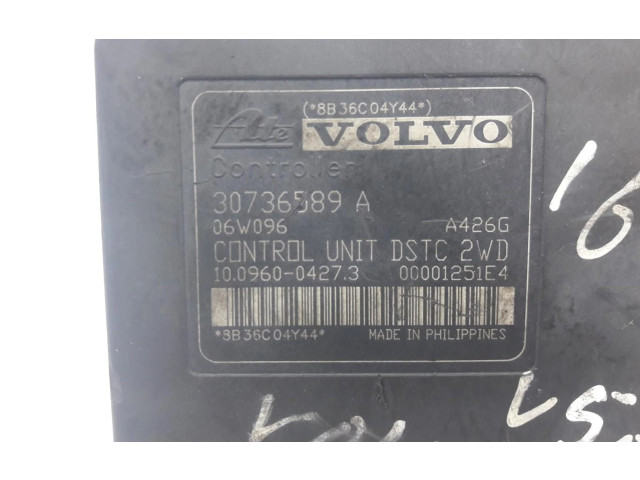 (*8B36C04Y44*)
Ate VOLVO
Controller
30736589 A
06W096 A426G
CONTROL UNIT DSTC 2WD
10.0960-0427.3 00001251E4
*8B36C04Y44* MADE IN PHILIPPINES
16